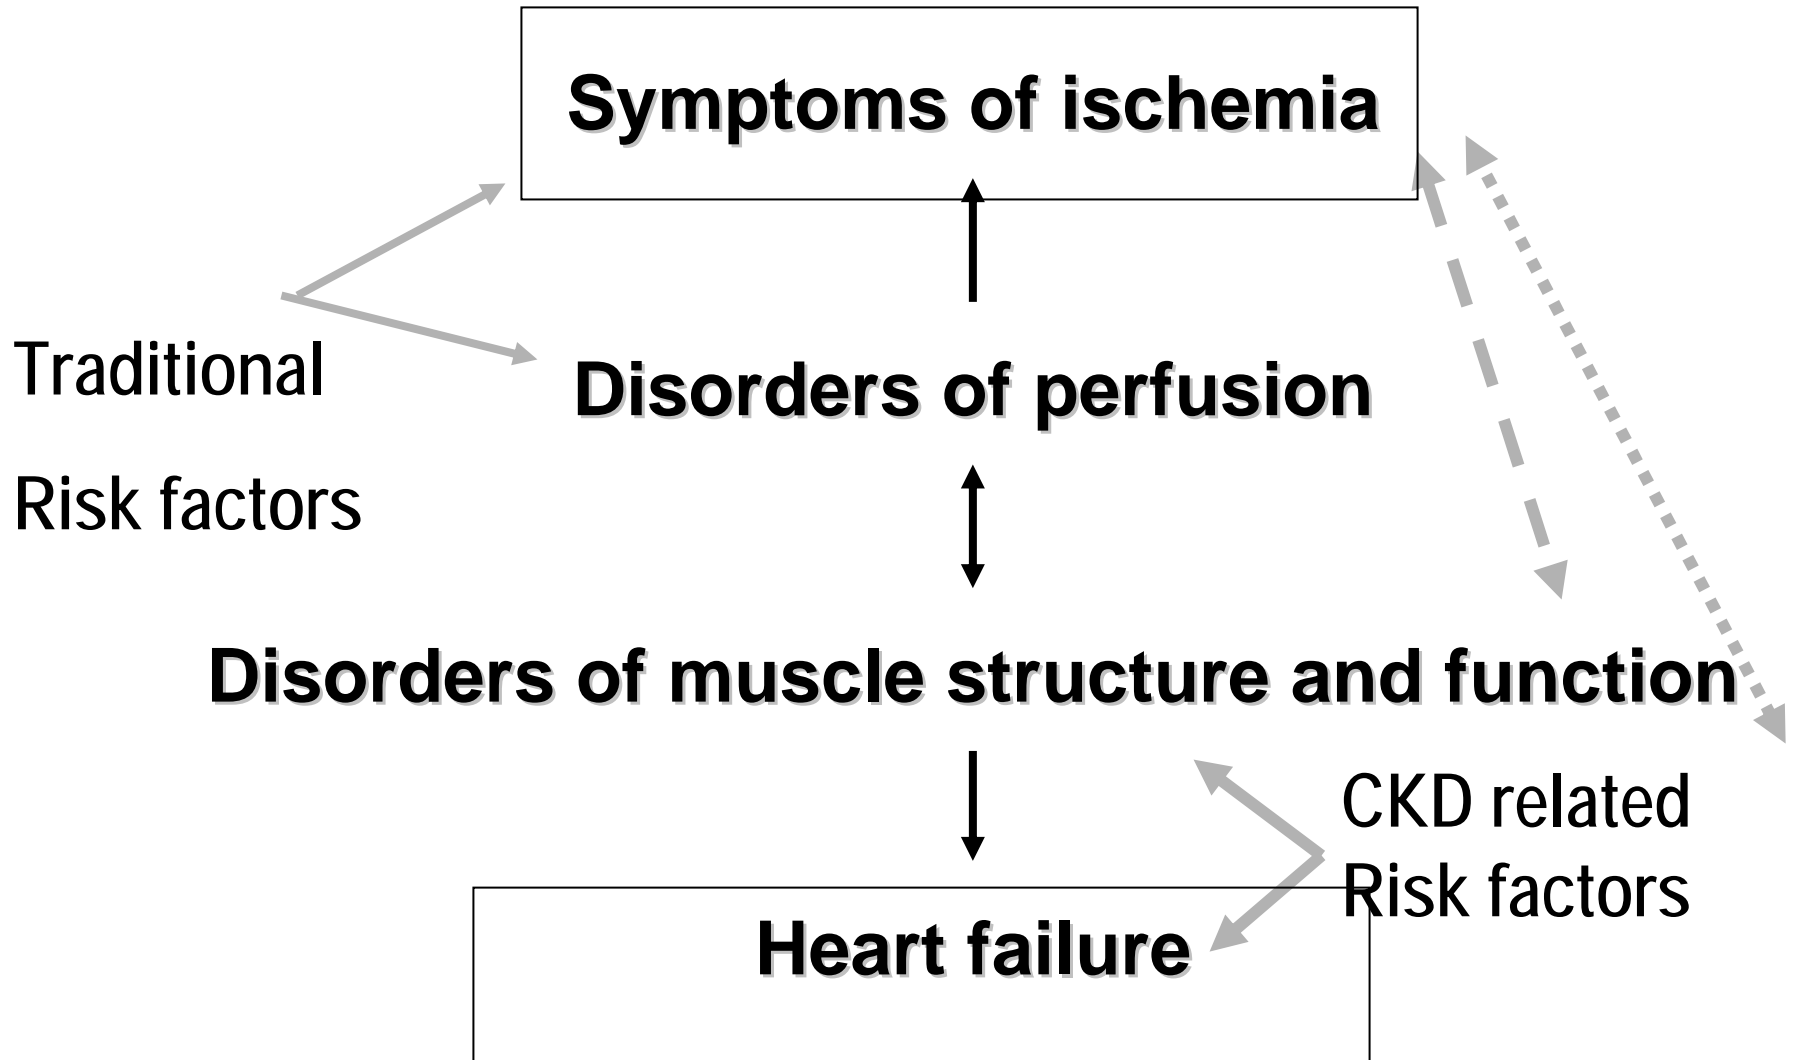 Symptoms of ischemia
Traditional
Risk factors
Disorders of perfusion
Disorders of muscle structure and function
CKD related
Risk factors
Heart failure